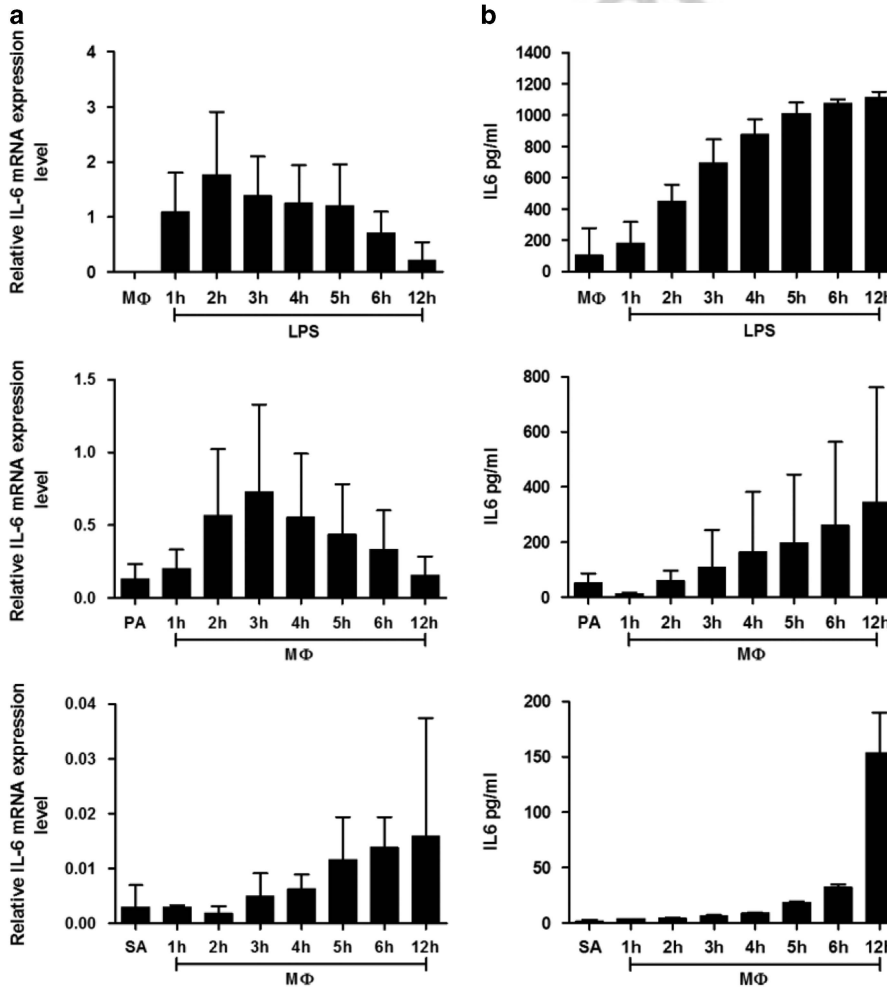 a
Relative IL-6 mRNA expression
level
4
3
2
1
0
MΦ 1h 2h 3h 4h 5h 6h 12h
LPS
Relative IL-6 mRNA expression
level
1.5
1.0
0.5
0.0
PA 1h 2h 3h 4h 5h 6h 12h
MΦ
Relative IL-6 mRNA expression
level
0.04
0.03
0.02
0.01
0.00
SA 1h 2h 3h 4h 5h 6h 12h
MΦ
b
IL6 pg/ml
1400
1200
1000
800
600
400
200
0
MΦ 1h 2h 3h 4h 5h 6h 12h
LPS
IL6 pg/ml
800
600
400
200
0
PA 1h 2h 3h 4h 5h 6h 12h
MΦ
IL6 pg/ml
200
150
100
50
0
SA 1h 2h 3h 4h 5h 6h 12h
MΦ